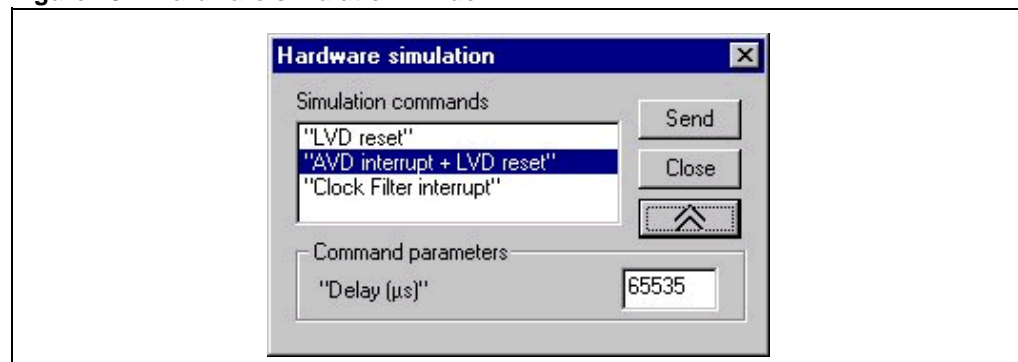 Hardware simulation
Simulation commands
"LVD reset"
"AVD interrupt + LVD reset"
"Clock Filter interrupt"
Send
Close
Command parameters
"Delay (µs)"
65535